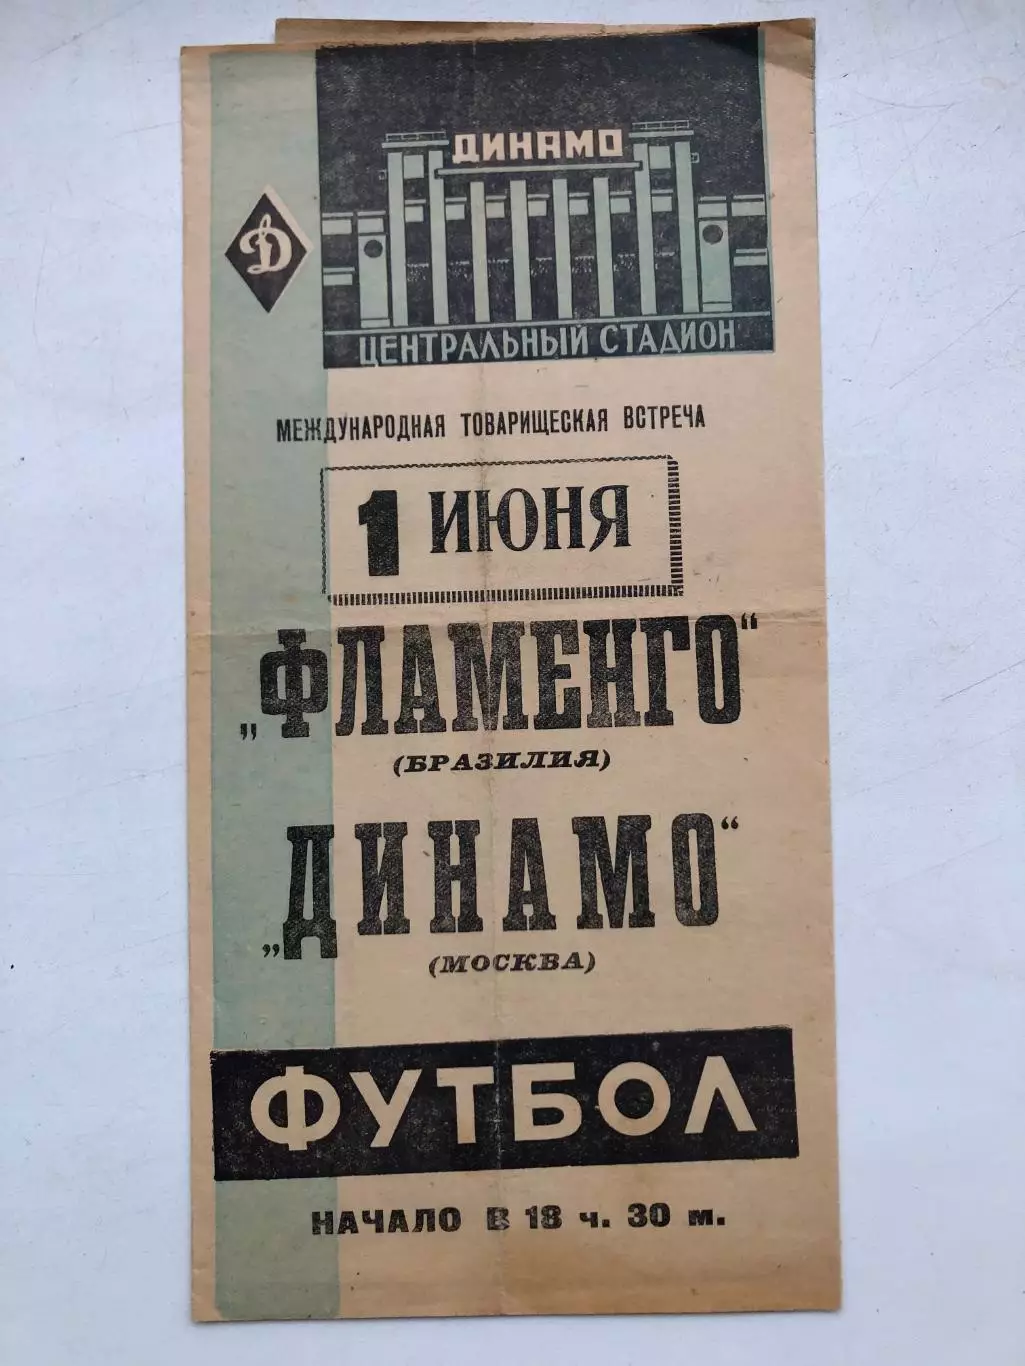 ДИНАМО
Д
ЦЕНТРАЛЬНЫЙ СТАДИОН
МЕЖДУНАРОДНАЯ ТОВАРИЩЕСКАЯ ВСТРЕЧА
1 ИЮНЯ
„ФЛАМЕНГО“
(БРАЗИЛИЯ)
„ДИНАМО“
(МОСКВА)
ФУТБОЛ
НАЧАЛО В 18 ч. 30 м.